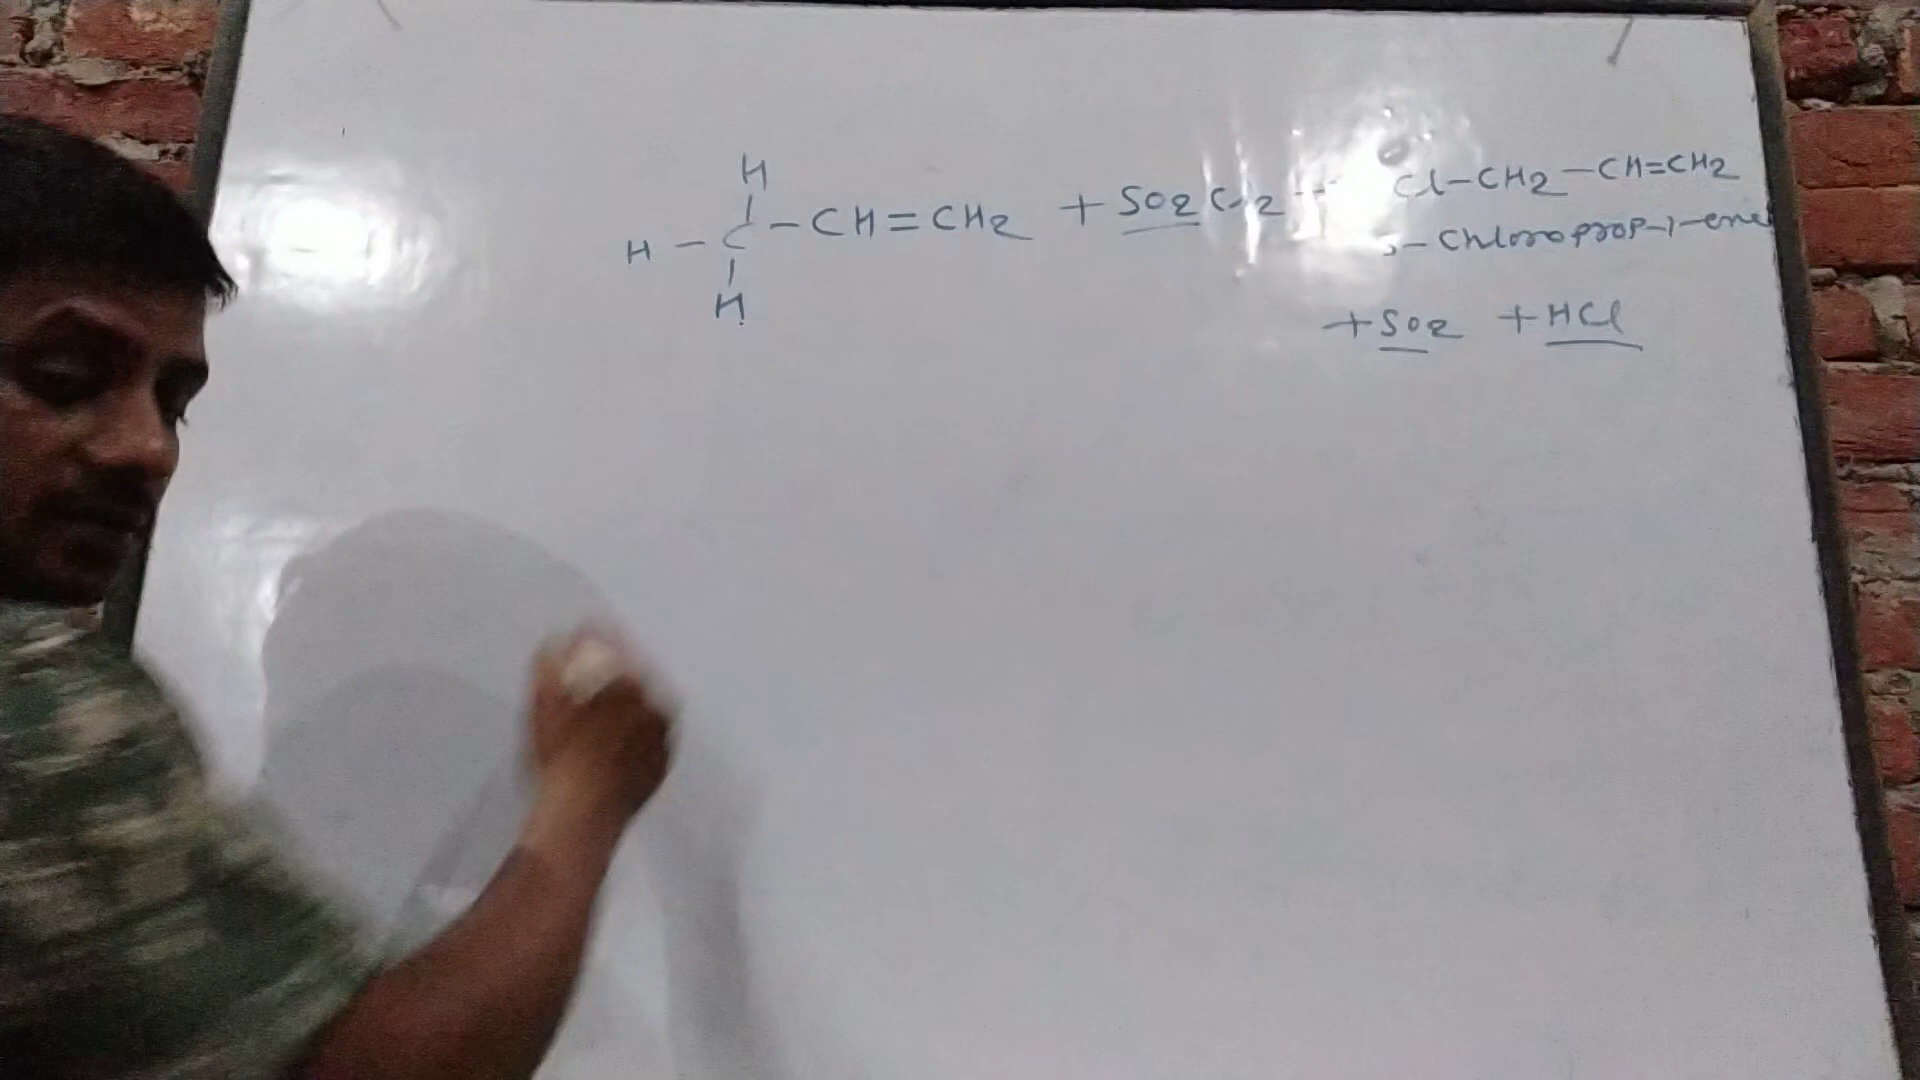 H
H - C - CH=CH2 + SO2Cl2 Cl-CH2-CH=CH2
H
-Chloroprop-1-ene
+SO2 +HCl